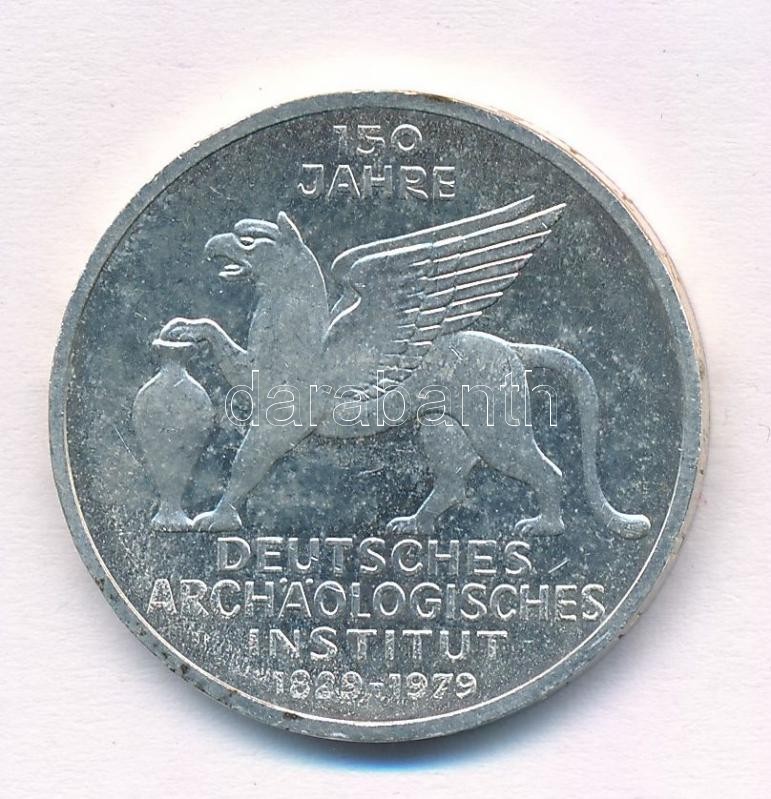 150
JAHRE
darabanth
DEUTSCHES
ARCHÄOLOGISCHES
INSTITUT
1829-1979